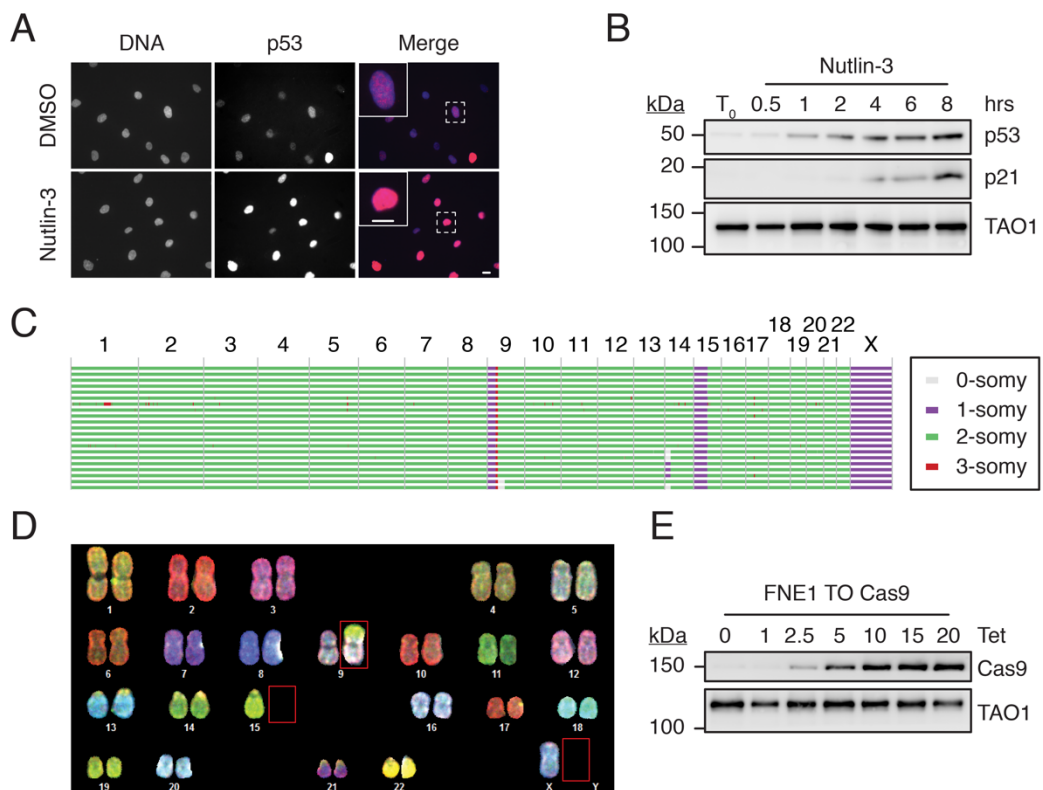 A
DNA p53 Merge
DMSO
Nutlin-3
B
Nutlin-3
kDa T0 0.5 1 2 4 6 8 hrs
50 p53
20 p21
150 TAO1
100
C
18 20 22
1 2 3 4 5 6 7 8 9 10 11 12 13 14 15 16 17 19 21 X
0-somy
1-somy
2-somy
3-somy
D
1 2 3 4 5
6 7 8 9 10 11 12
13 14 15 16 17 18
19 20 21 22 X Y
E
FNE1 TO Cas9
kDa 0 1 2.5 5 10 15 20 Tet
150 Cas9
TAO1
100